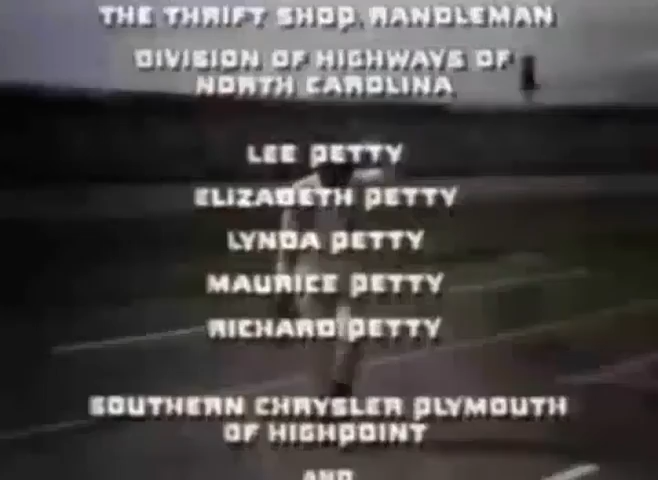 THE THRIFT SHOP, RANDLEMAN
DIVISION OF HIGHWAYS OF
NORTH CAROLINA
LEE PETTY
ELIZABETH PETTY
LYNDA PETTY
MAURICE PETTY
RICHARD PETTY
SOUTHERN CHRYSLER PLYMOUTH
OF HIGHPOINT
AND